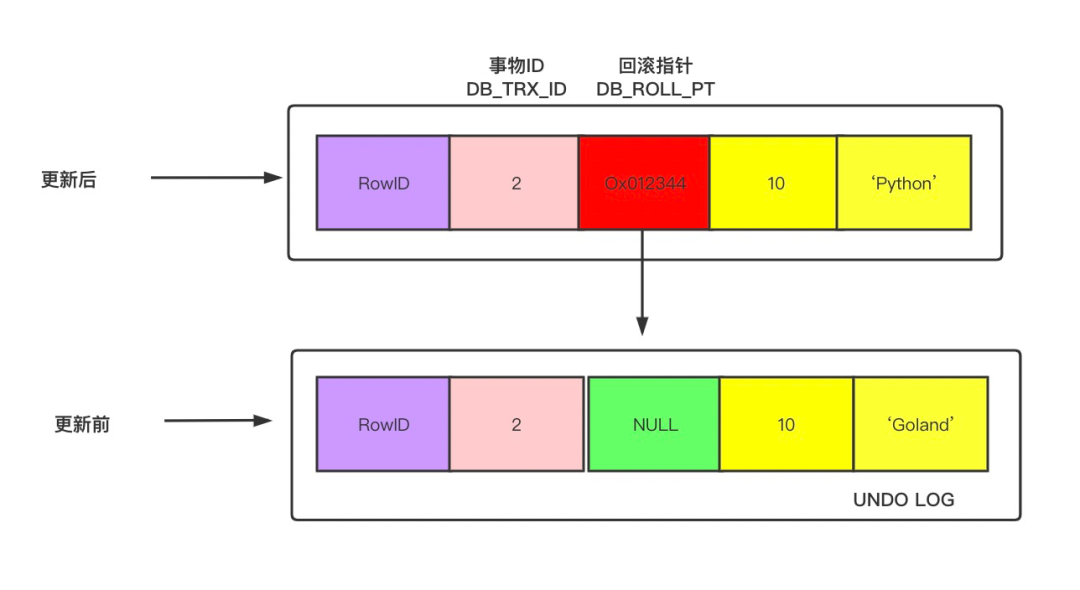 事物ID
DB_TRX_ID
回滚指针
DB_ROLL_PT
更新后
RowID
2
Ox012344
10
‘Python’
更新前
RowID
2
NULL
10
‘Goland’
UNDO LOG